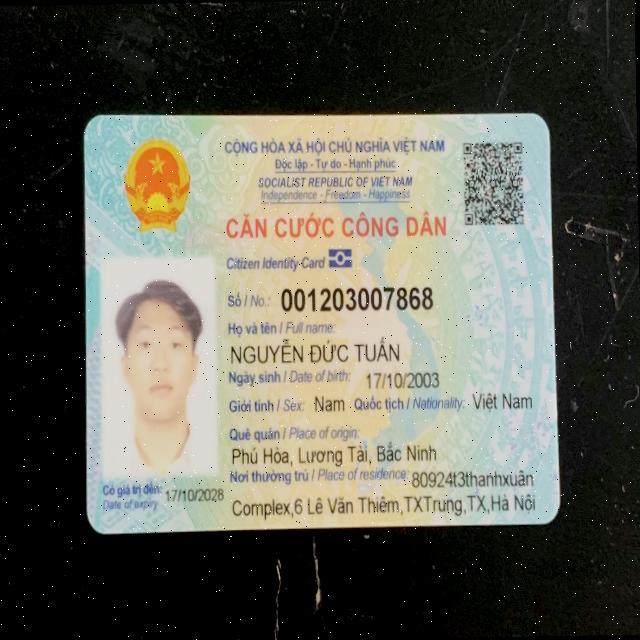 CỘNG HÒA XÃ HỘI CHỦ NGHĨA VIỆT NAM
Độc lập - Tự do - Hạnh phúc
SOCIALIST REPUBLIC OF VIET NAM
Independence - Freedom - Happiness
CĂN CƯỚC CÔNG DÂN
Citizen Identity Card
Số / No.: 001203007868
Họ và tên / Full name:
NGUYỄN ĐỨC TUẤN
Ngày sinh / Date of birth: 17/10/2003
Giới tính / Sex: Nam Quốc tịch / Nationality: Việt Nam
Quê quán / Place of origin:
Phú Hòa, Lương Tài, Bắc Ninh
Nơi thường trú / Place of residence: 80924t3thanhxuân
Complex,6 Lê Văn Thiêm,TXTrung,TX,Hà Nội
Có giá trị đến: 17/10/2028
Date of expiry